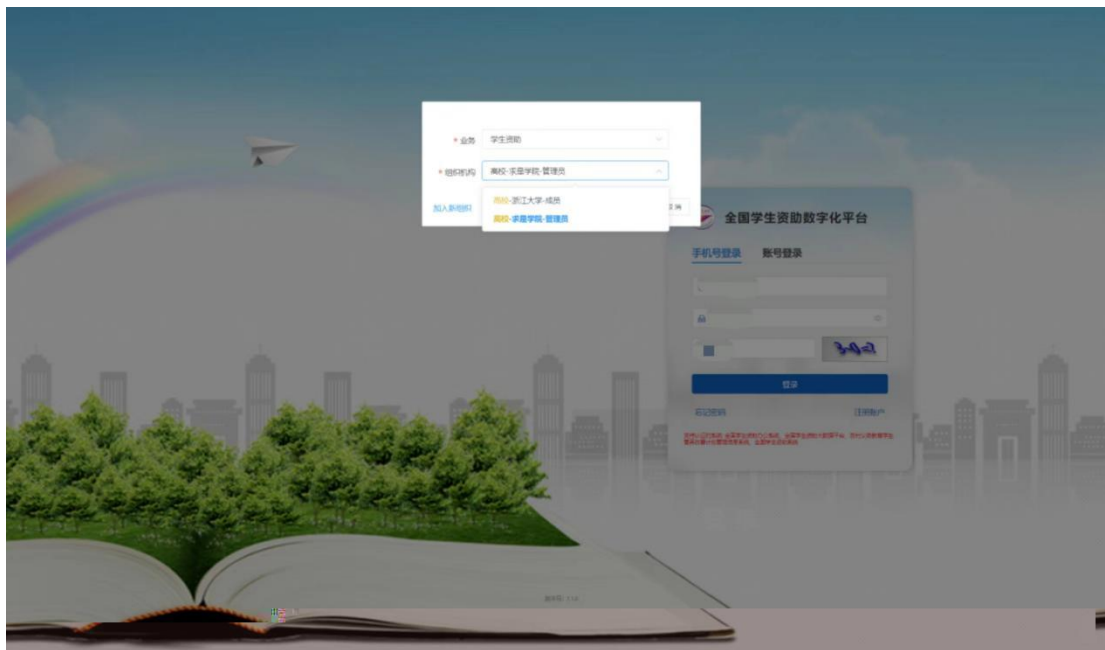 * 业务 学生资助
* 组织机构 高校-求是学院-管理员
高校-浙江大学-成员
高校-求是学院-管理员
加入新组织
全国学生资助数字化平台
手机号登录 账号登录
登录
忘记密码 注册账户